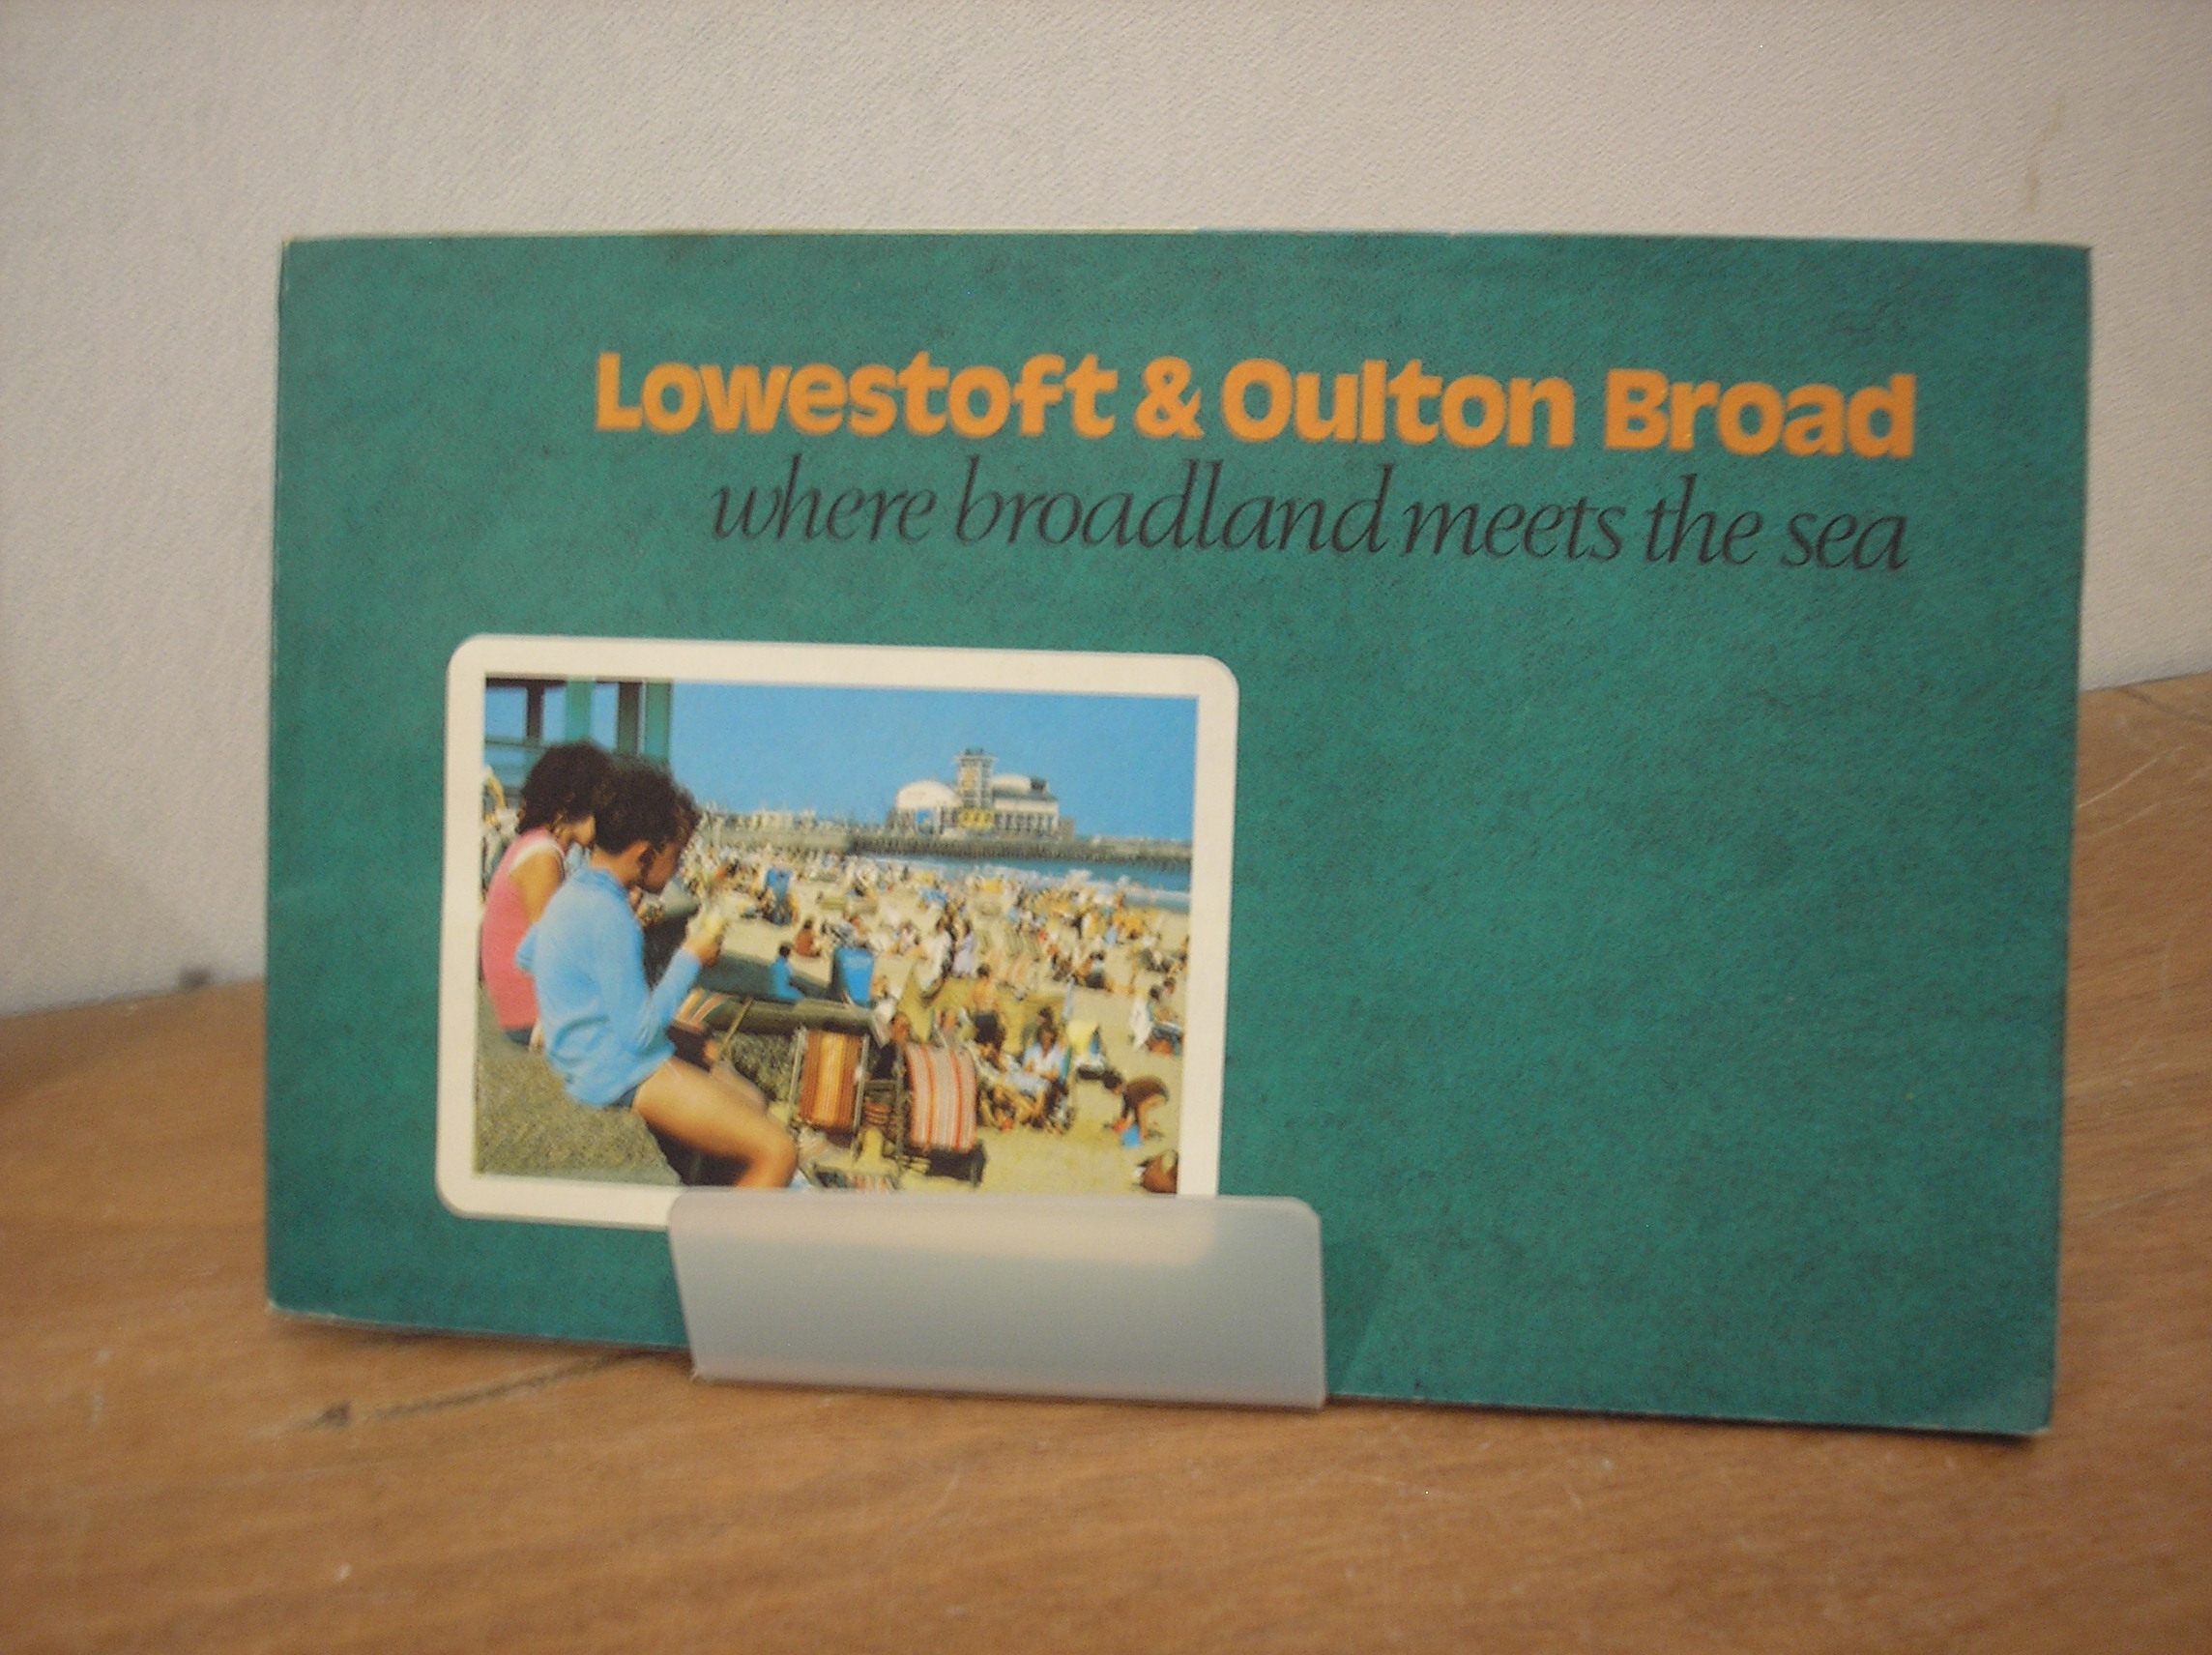 Lowestoft & Oulton Broad
where broadland meets the sea